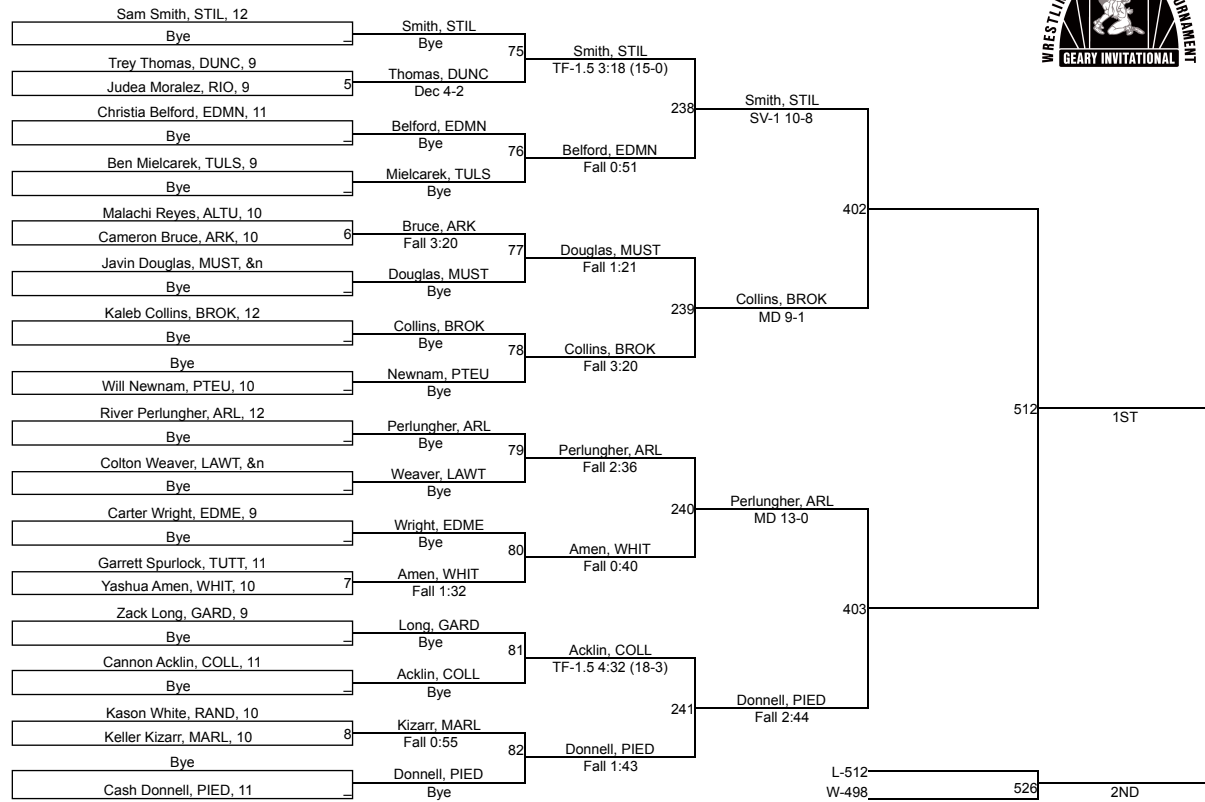 Sam Smith, STIL, 12
Bye
Trey Thomas, DUNC, 9
Judea Moralez, RIO, 9
5
Christia Belford, EDMN, 11
Bye
Ben Mielcarek, TULS, 9
Bye
Malachi Reyes, ALTU, 10
Cameron Bruce, ARK, 10
6
Javin Douglas, MUST, &n
Bye
Kaleb Collins, BROK, 12
Bye
Bye
Will Newnam, PTEU, 10
River Perlungher, ARL, 12
Bye
Colton Weaver, LAWT, &n
Bye
Carter Wright, EDME, 9
Bye
Garrett Spurlock, TUTT, 11
Yashua Amen, WHIT, 10
7
Zack Long, GARD, 9
Bye
Cannon Acklin, COLL, 11
Bye
Kason White, RAND, 10
Keller Kizarr, MARL, 10
8
Bye
Cash Donnell, PIED, 11
Smith, STIL
Bye
75
Thomas, DUNC
Dec 4-2
Belford, EDMN
Bye
76
Mielcarek, TULS
Bye
Bruce, ARK
Fall 3:20
77
Douglas, MUST
Bye
Collins, BROK
Bye
78
Newnam, PTEU
Bye
Perlungher, ARL
Bye
79
Weaver, LAWT
Bye
Wright, EDME
Bye
80
Amen, WHIT
Fall 1:32
Long, GARD
Bye
81
Acklin, COLL
Bye
Kizarr, MARL
Fall 0:55
82
Donnell, PIED
Bye
Smith, STIL
TF-1.5 3:18 (15-0)
238
Belford, EDMN
Fall 0:51
Douglas, MUST
Fall 1:21
239
Collins, BROK
Fall 3:20
Perlungher, ARL
Fall 2:36
240
Amen, WHIT
Fall 0:40
Acklin, COLL
TF-1.5 4:32 (18-3)
241
Donnell, PIED
Fall 1:43
Smith, STIL
SV-1 10-8
402
Collins, BROK
MD 9-1
Perlungher, ARL
MD 13-0
403
Donnell, PIED
Fall 2:44
512
1ST
L-512
W-498
526
2ND
GEARY INVITATIONAL